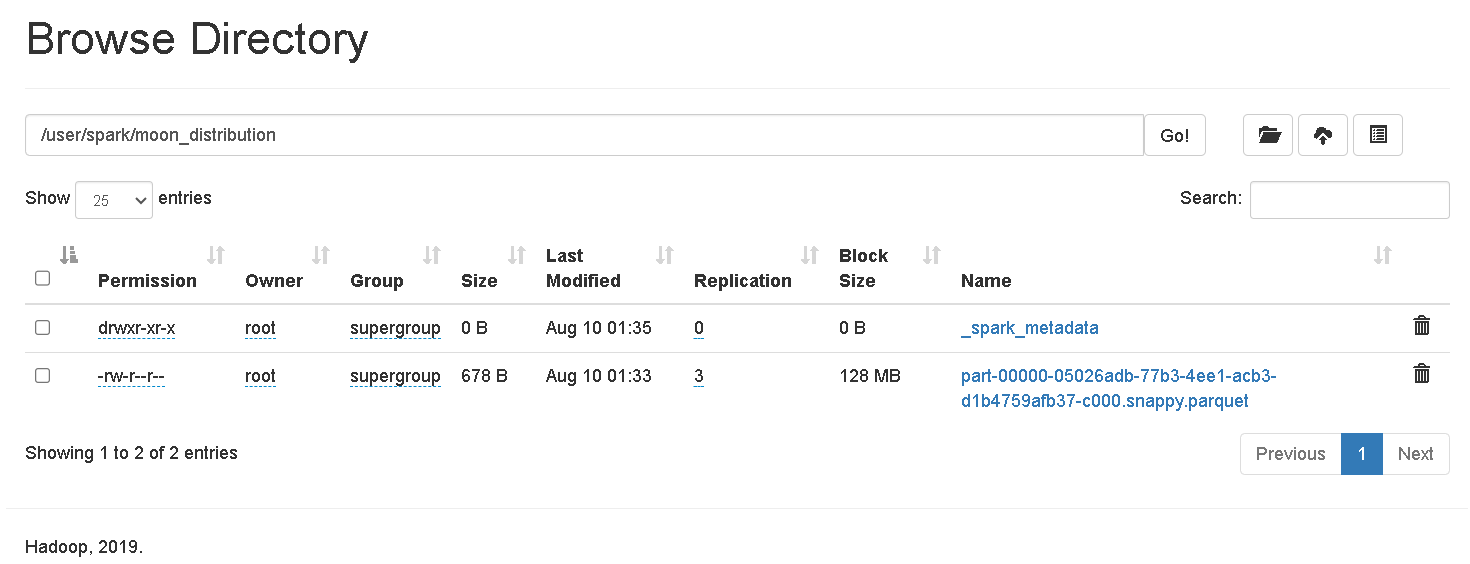 Browse Directory
/user/spark/moon_distribution Go!
Show 25 entries Search:
Permission Owner Group Size Last Modified Replication Block Size Name
drwxr-xr-x root supergroup 0 B Aug 10 01:35 0 0 B _spark_metadata
-rw-r--r-- root supergroup 678 B Aug 10 01:33 3 128 MB part-00000-05026adb-77b3-4ee1-acb3-
d1b4759afb37-c000.snappy.parquet
Showing 1 to 2 of 2 entries Previous 1 Next
Hadoop, 2019.